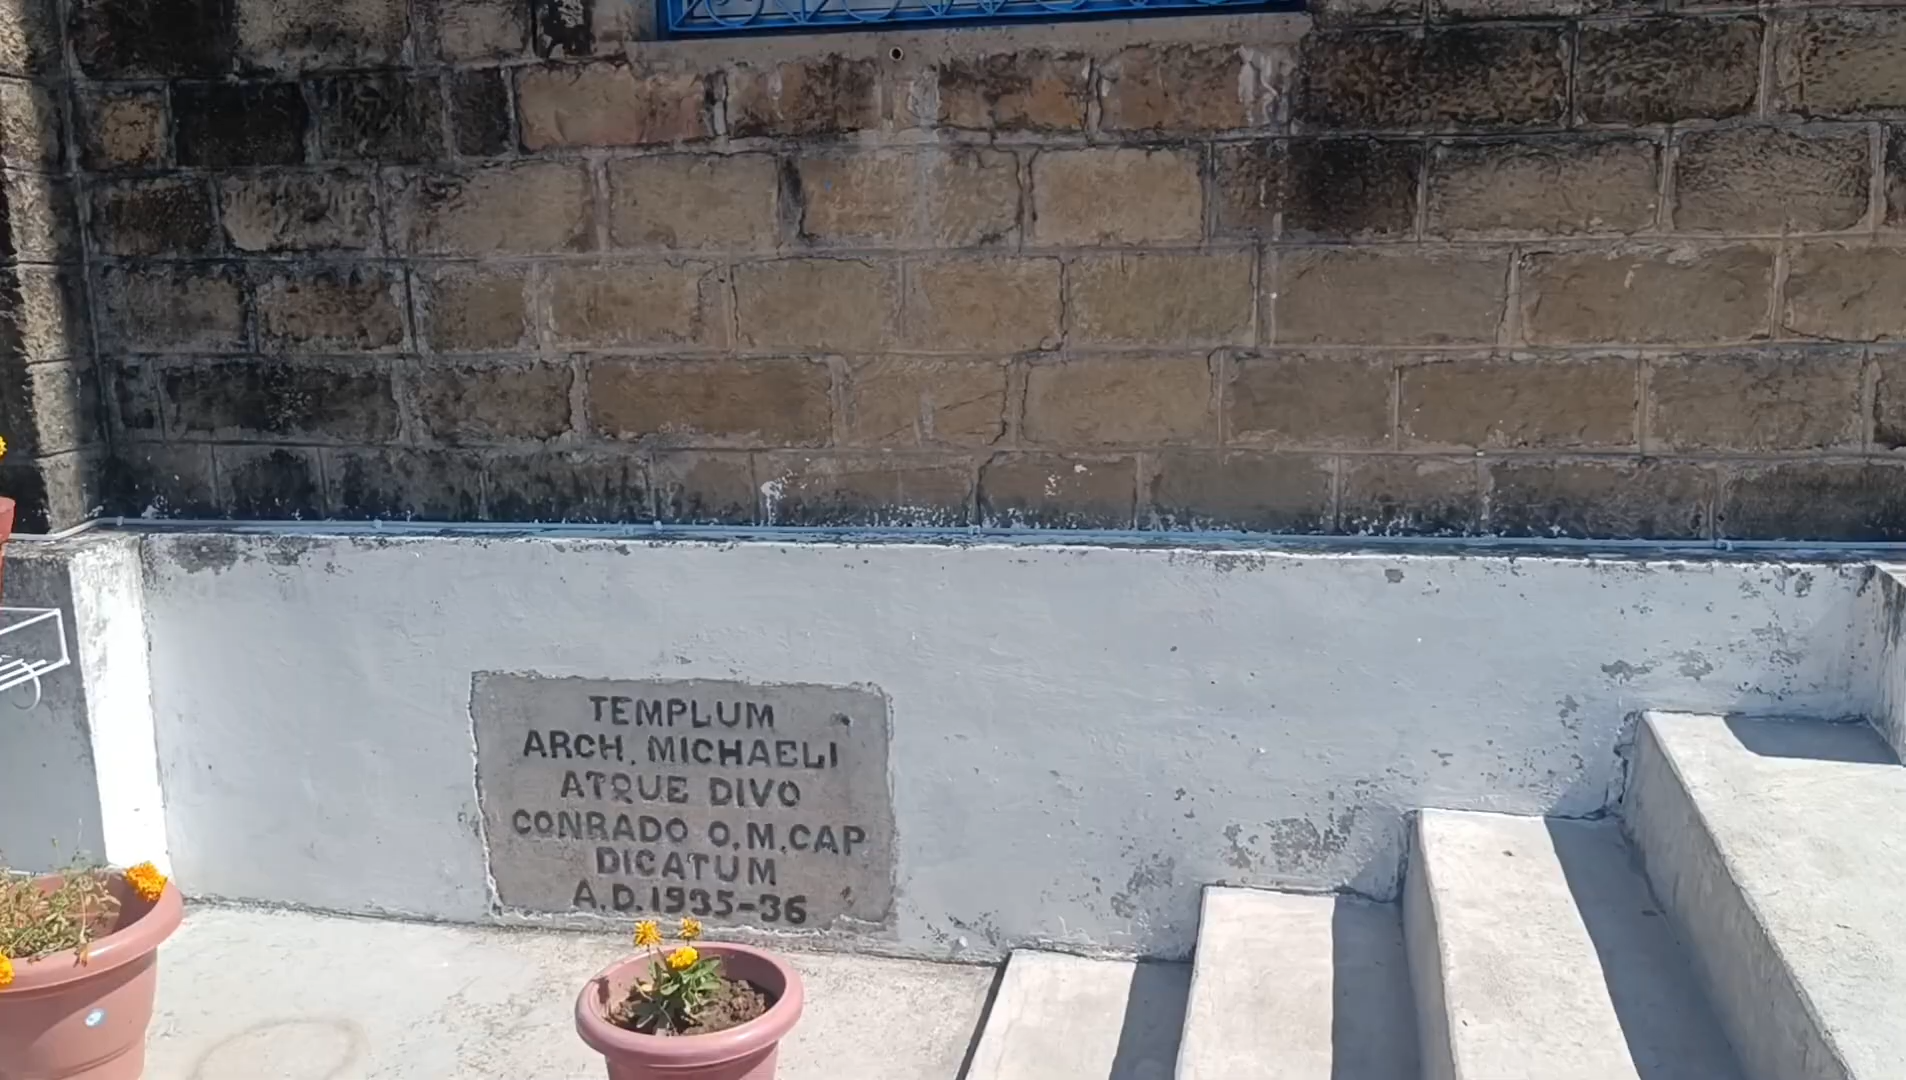 TEMPLUM
ARCH. MICHAELI
ATQUE DIVO
CONRADO O.M.CAP
DICATUM
A.D.1935-36